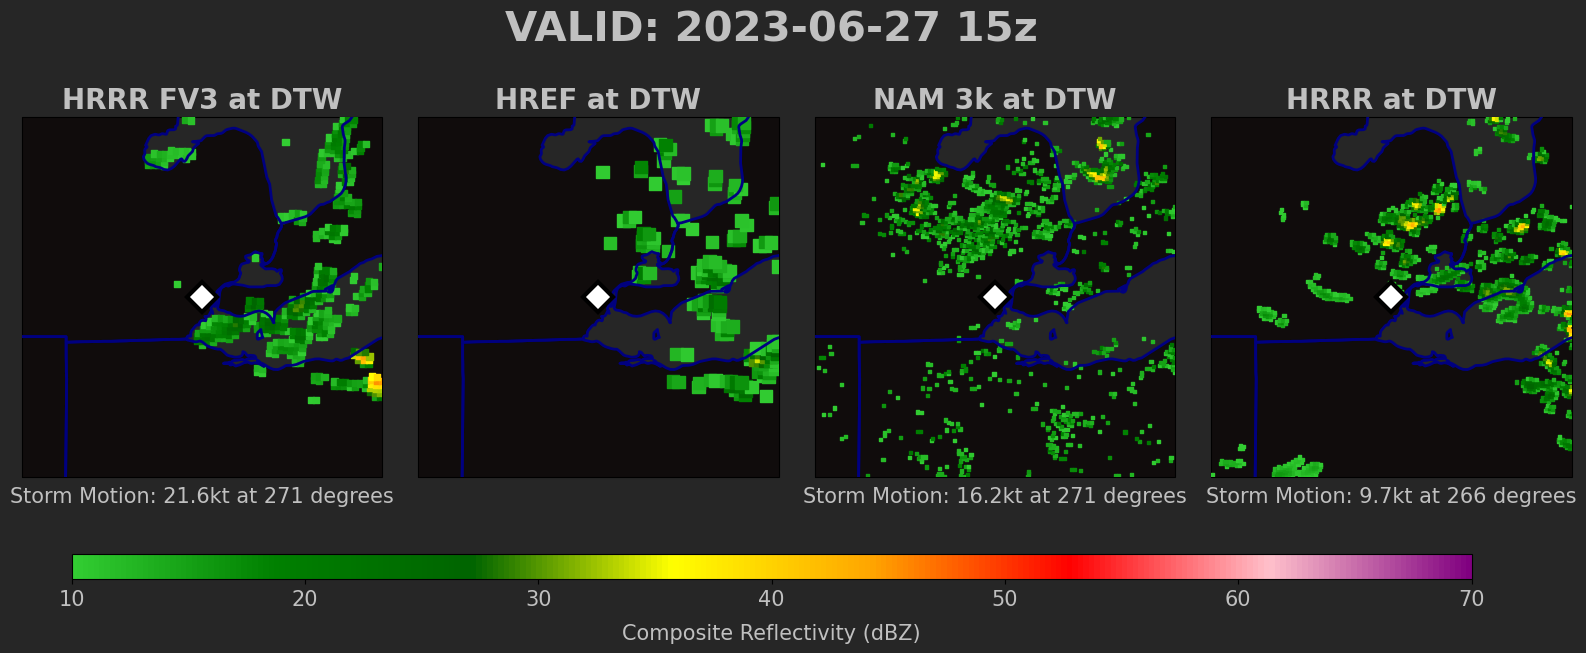 VALID: 2023-06-27 15z
HRRR FV3 at DTW
HREF at DTW
NAM 3k at DTW
HRRR at DTW
Storm Motion: 21.6kt at 271 degrees
Storm Motion: 16.2kt at 271 degrees
Storm Motion: 9.7kt at 266 degrees
10 20 30 40 50 60 70
Composite Reflectivity (dBZ)